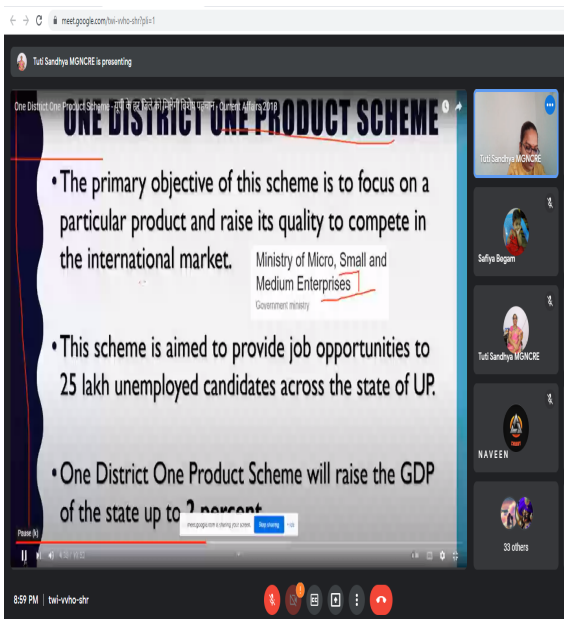 meet.google.com/twi-vvho-shr?pli=1
Tuti Sandhya MGNCRE is presenting
One District One Product Scheme - यूपी के हर जिले को मिलेगी विशेष पहचान - Current Affairs 2018
ONE DISTRICT ONE PRODUCT SCHEME
• The primary objective of this scheme is to focus on a
particular product and raise its quality to compete in
the international market.
Ministry of Micro, Small and
Medium Enterprises
Government ministry
• This scheme is aimed to provide job opportunities to
25 lakh unemployed candidates across the state of UP.
• One District One Product Scheme will raise the GDP
of the state up to 2 percent
meet.google.com is sharing your screen.
Stop sharing
Pause (k)
Tuti Sandhya MGNCRE
Safiya Begam
Tuti Sandhya MGNCRE
NAVEEN
33 others
8:59 PM | twi-vvho-shr